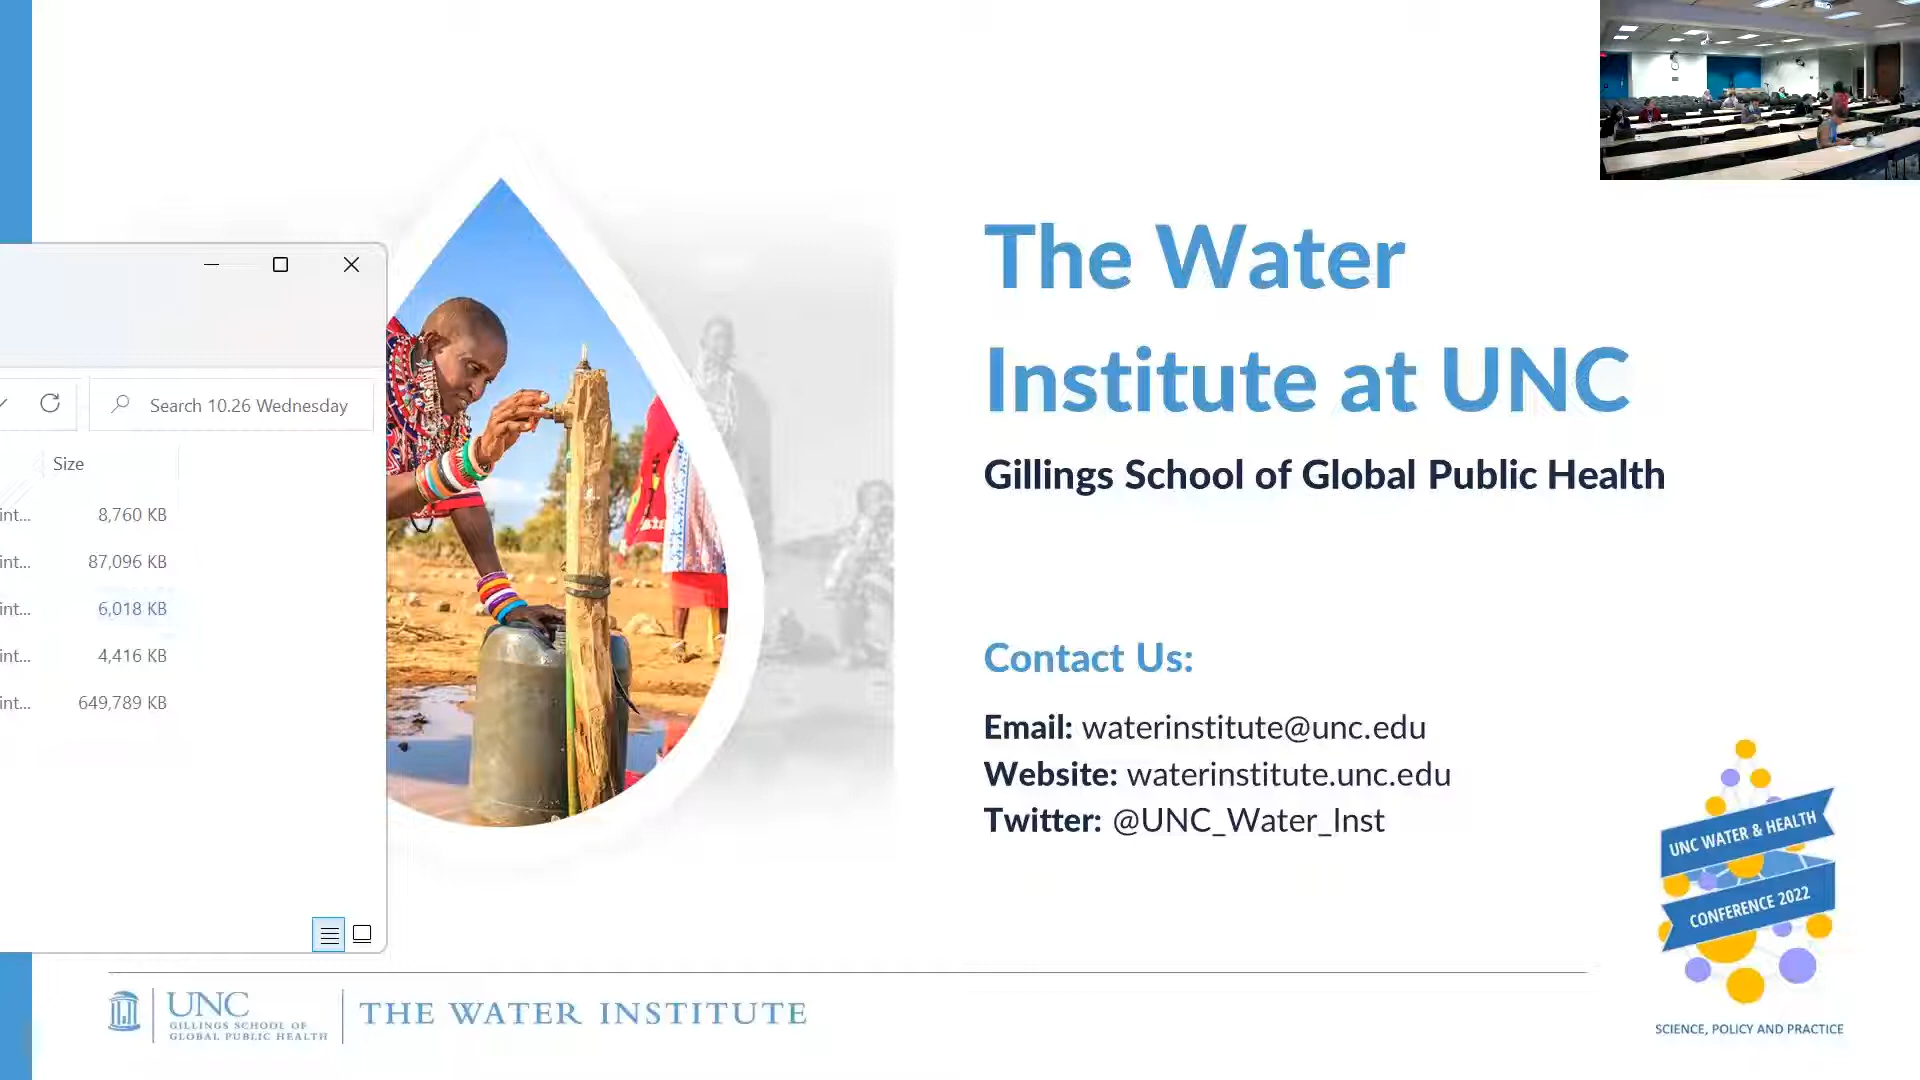 The Water
Institute at UNC
Gillings School of Global Public Health
Search 10.26 Wednesday
Size
int... 8,760 KB
int... 87,096 KB
int... 6,018 KB
int... 4,416 KB
int... 649,789 KB
Contact Us:
Email: waterinstitute@unc.edu
Website: waterinstitute.unc.edu
Twitter: @UNC_Water_Inst
UNC WATER & HEALTH
CONFERENCE 2022
SCIENCE, POLICY AND PRACTICE
UNC
GILLINGS SCHOOL OF
GLOBAL PUBLIC HEALTH
THE WATER INSTITUTE